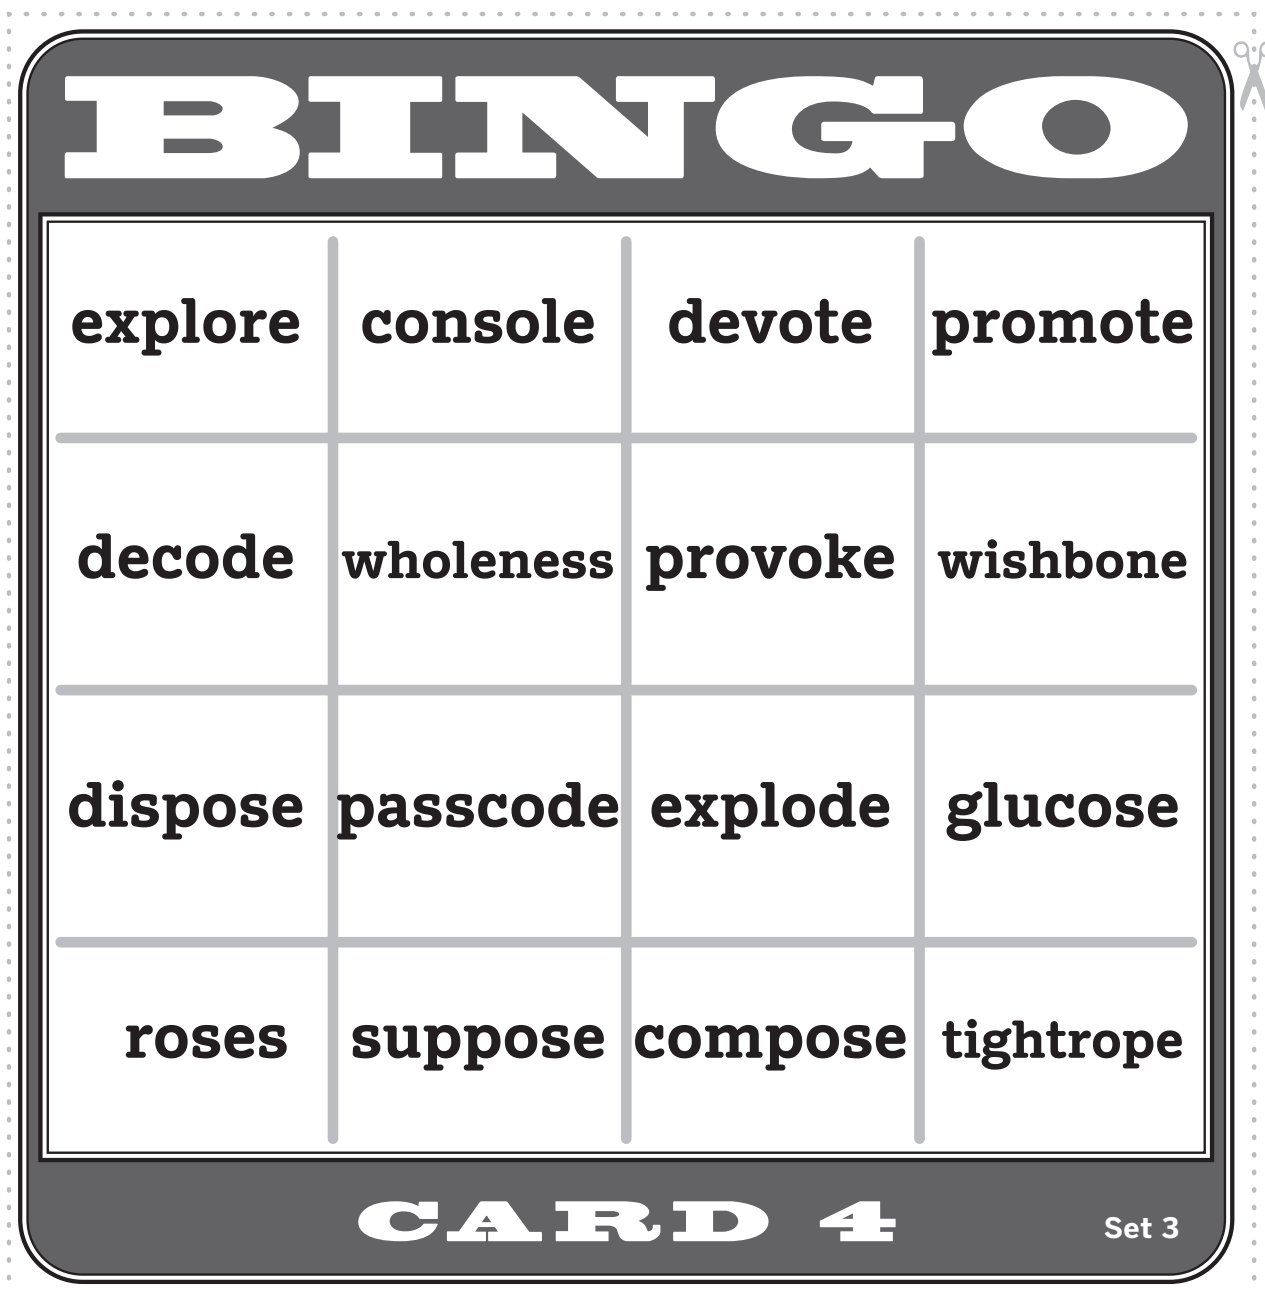 BINGO
explore console devote promote
decode wholeness provoke wishbone
dispose passcode explode glucose
roses suppose compose tightrope
CARD 4
Set 3